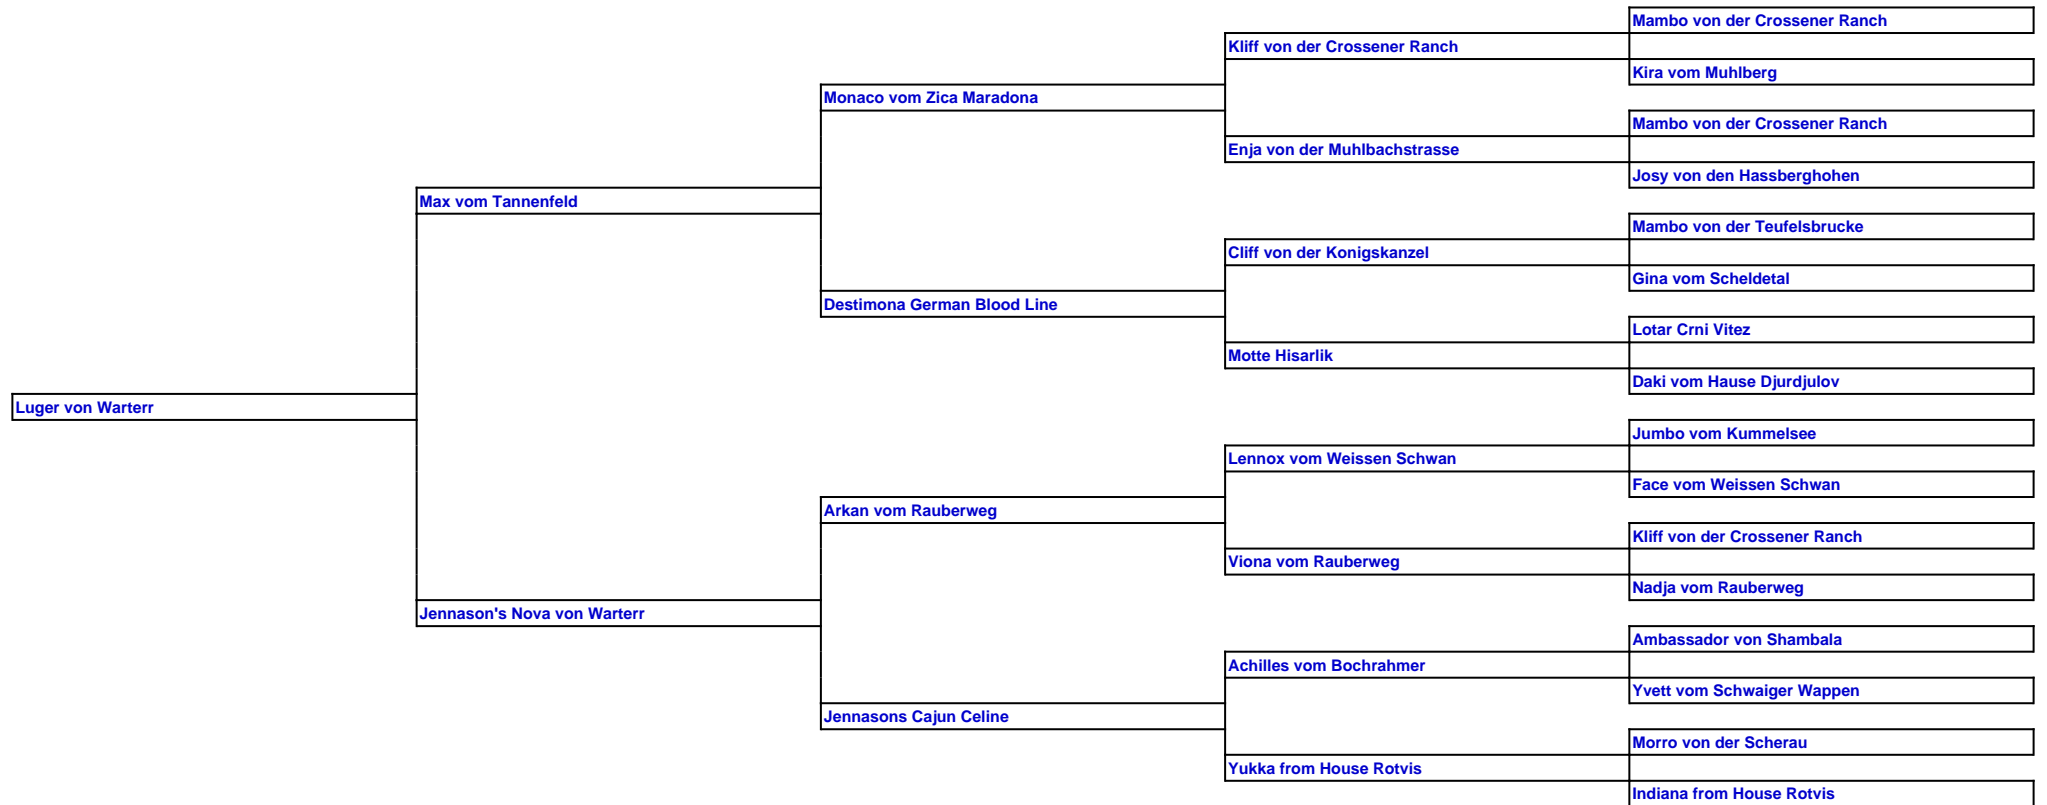 Mambo von der Crossener Ranch
Kliff von der Crossener Ranch
Kira vom Muhlberg
Monaco vom Zica Maradona
Mambo von der Crossener Ranch
Enja von der Muhlbachstrasse
Josy von den Hassberghohen
Max vom Tannenfeld
Mambo von der Teufelsbrucke
Cliff von der Konigskanzel
Gina vom Scheldetal
Destimona German Blood Line
Lotar Crni Vitez
Motte Hisarlik
Daki vom Hause Djurdjulov
Luger von Warterr
Jumbo vom Kummelsee
Lennox vom Weissen Schwan
Face vom Weissen Schwan
Arkan vom Rauberweg
Kliff von der Crossener Ranch
Viona vom Rauberweg
Nadja vom Rauberweg
Jennason's Nova von Warterr
Ambassador von Shambala
Achilles vom Bochrahmer
Yvett vom Schwaiger Wappen
Jennasons Cajun Celine
Morro von der Scherau
Yukka from House Rotvis
Indiana from House Rotvis